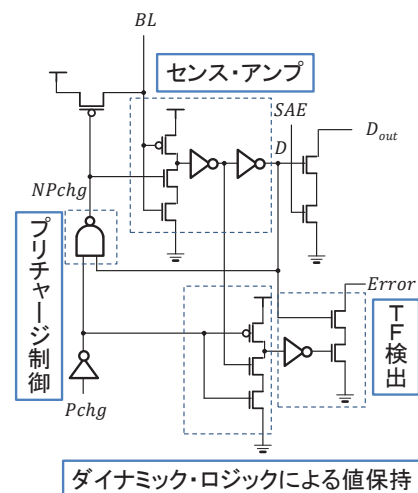 BL
センス・アンプ
SAE
D
Dout
NPchg
プリチャージ制御
Error
TF検出
Pchg
ダイナミック・ロジックによる値保持